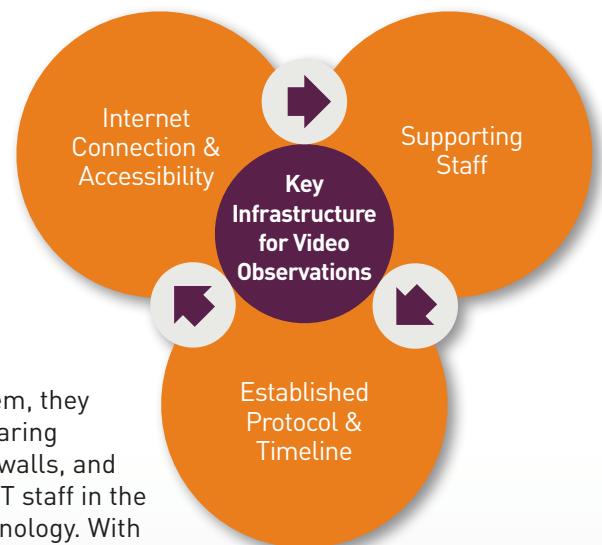 Internet
Connection &
Accessibility
Supporting
Staff
Key
Infrastructure
for Video
Observations
Established
Protocol &
Timeline
em, they
aring
walls, and
T staff in the
nology. With